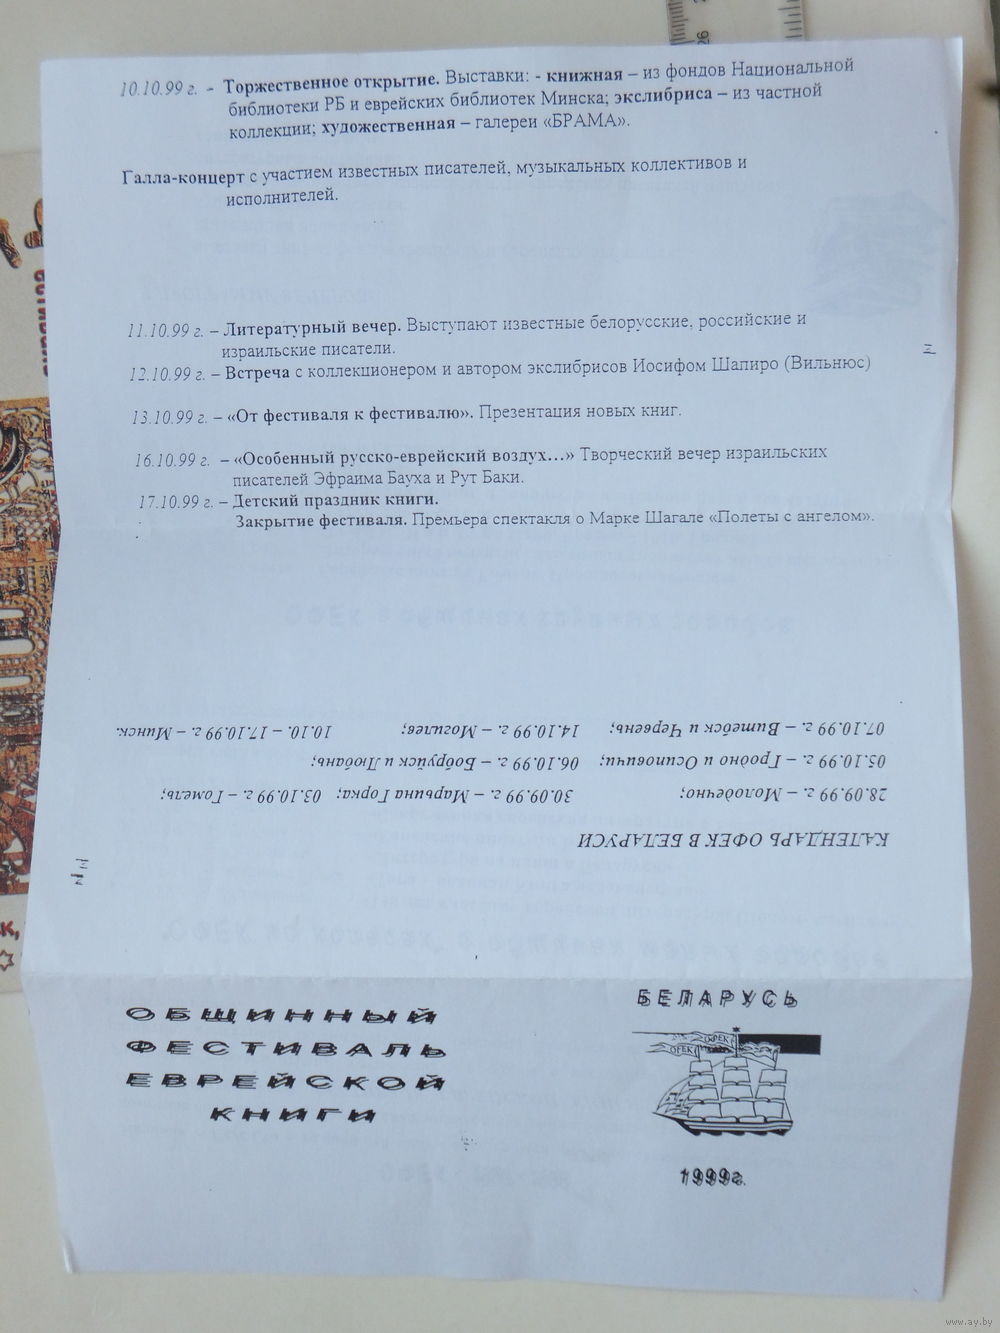 10.10.99 г. - Торжественное открытие. Выставки: - книжная – из фондов Национальной
библиотеки РБ и еврейских библиотек Минска; экслибриса – из частной
коллекции; художественная – галереи «БРАМА».
Галла-концерт с участием известных писателей, музыкальных коллективов и
исполнителей.
11.10.99 г. – Литературный вечер. Выступают известные белорусские, российские и
израильские писатели.
12.10.99 г. – Встреча с коллекционером и автором экслибрисов Иосифом Шапиро (Вильнюс)
13.10.99 г. – «От фестиваля к фестивалю». Презентация новых книг.
16.10.99 г. – «Особенный русско-еврейский воздух...» Творческий вечер израильских
писателей Эфраима Бауха и Рут Баки.
17.10.99 г. – Детский праздник книги.
Закрытие фестиваля. Премьера спектакля о Марке Шагале «Полеты с ангелом».
КАЛЕНДАРЬ ОФЕК В БЕЛАРУСИ
28.09.99 г. – Молодечно; 30.09.99 г. – Марьина Горка; 03.10.99 г. – Гомель;
05.10.99 г. – Гродно и Осиповичи; 06.10.99 г. – Бобруйск и Любань;
07.10.99 г. – Витебск и Червень; 14.10.99 г. – Могилев; 10.10. – 17.10.99 г. – Минск.
ОБЩИННЫЙ
ФЕСТИВАЛЬ
ЕВРЕЙСКОЙ
КНИГИ
БЕЛАРУСЬ
ОФЕК
ОФЕК
1999г.
26
www.ay.by